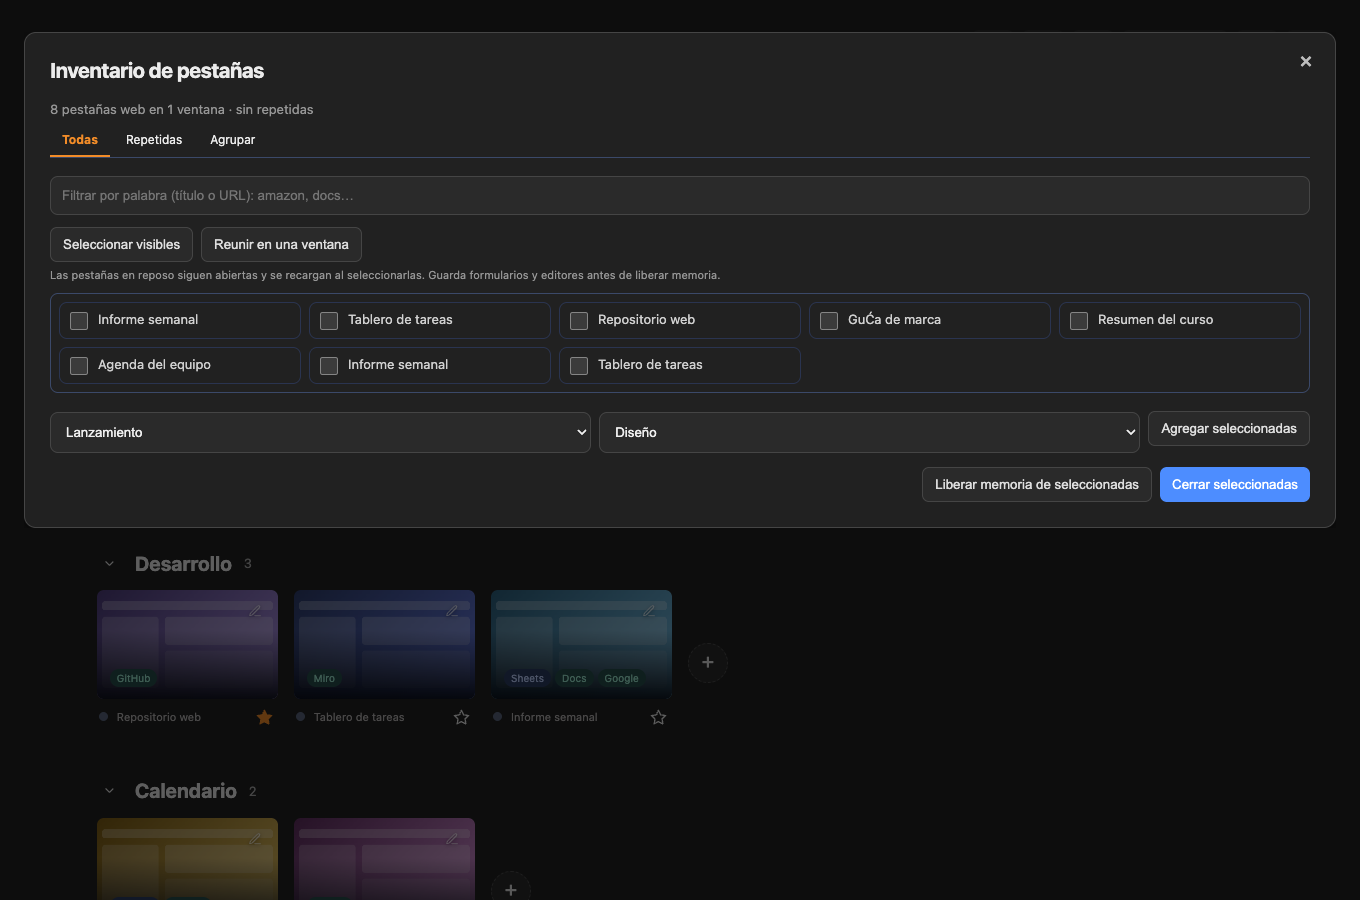 Inventario de pestañas
×
8 pestañas web en 1 ventana · sin repetidas
Todas Repetidas Agrupar
Filtrar por palabra (título o URL): amazon, docs…
Seleccionar visibles Reunir en una ventana
Las pestañas en reposo siguen abiertas y se recargan al seleccionarlas. Guarda formularios y editores antes de liberar memoria.
Informe semanal Tablero de tareas Repositorio web GuĆa de marca Resumen del curso
Agenda del equipo Informe semanal Tablero de tareas
Lanzamiento Diseño Agregar seleccionadas
Liberar memoria de seleccionadas Cerrar seleccionadas
Desarrollo 3
GitHub Miro Sheets Docs Google
+
Repositorio web Tablero de tareas Informe semanal
Calendario 2
+